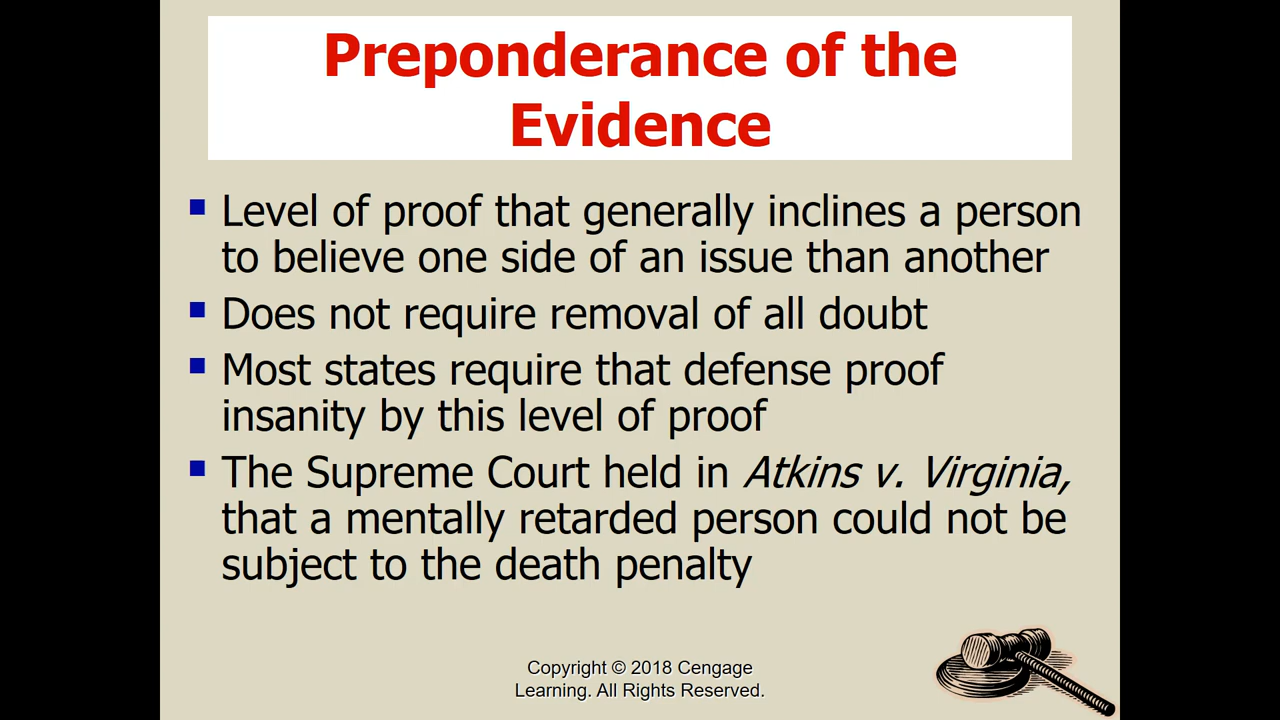 Preponderance of the
Evidence
Level of proof that generally inclines a person
to believe one side of an issue than another
Does not require removal of all doubt
Most states require that defense proof
insanity by this level of proof
The Supreme Court held in Atkins v. Virginia,
that a mentally retarded person could not be
subject to the death penalty
Copyright © 2018 Cengage
Learning. All Rights Reserved.